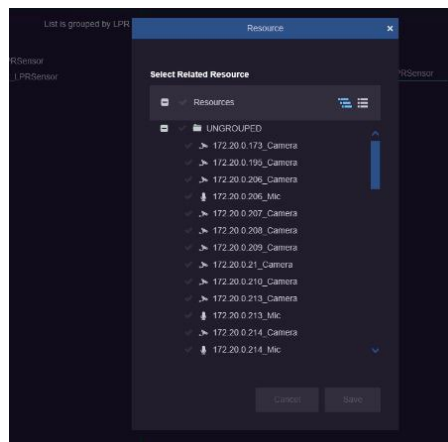 List is grouped by LPR
Resource
RSensor
_LPRSensor
PRSensor
Select Related Resource
Resources
UNGROUPED
172.20.0.173_Camera
172.20.0.195_Camera
172.20.0.206_Camera
172.20.0.206_Mic
172.20.0.207_Camera
172.20.0.208_Camera
172.20.0.209_Camera
172.20.0.21_Camera
172.20.0.210_Camera
172.20.0.213_Camera
172.20.0.213_Mic
172.20.0.214_Camera
172.20.0.214_Mic
Cancel Save